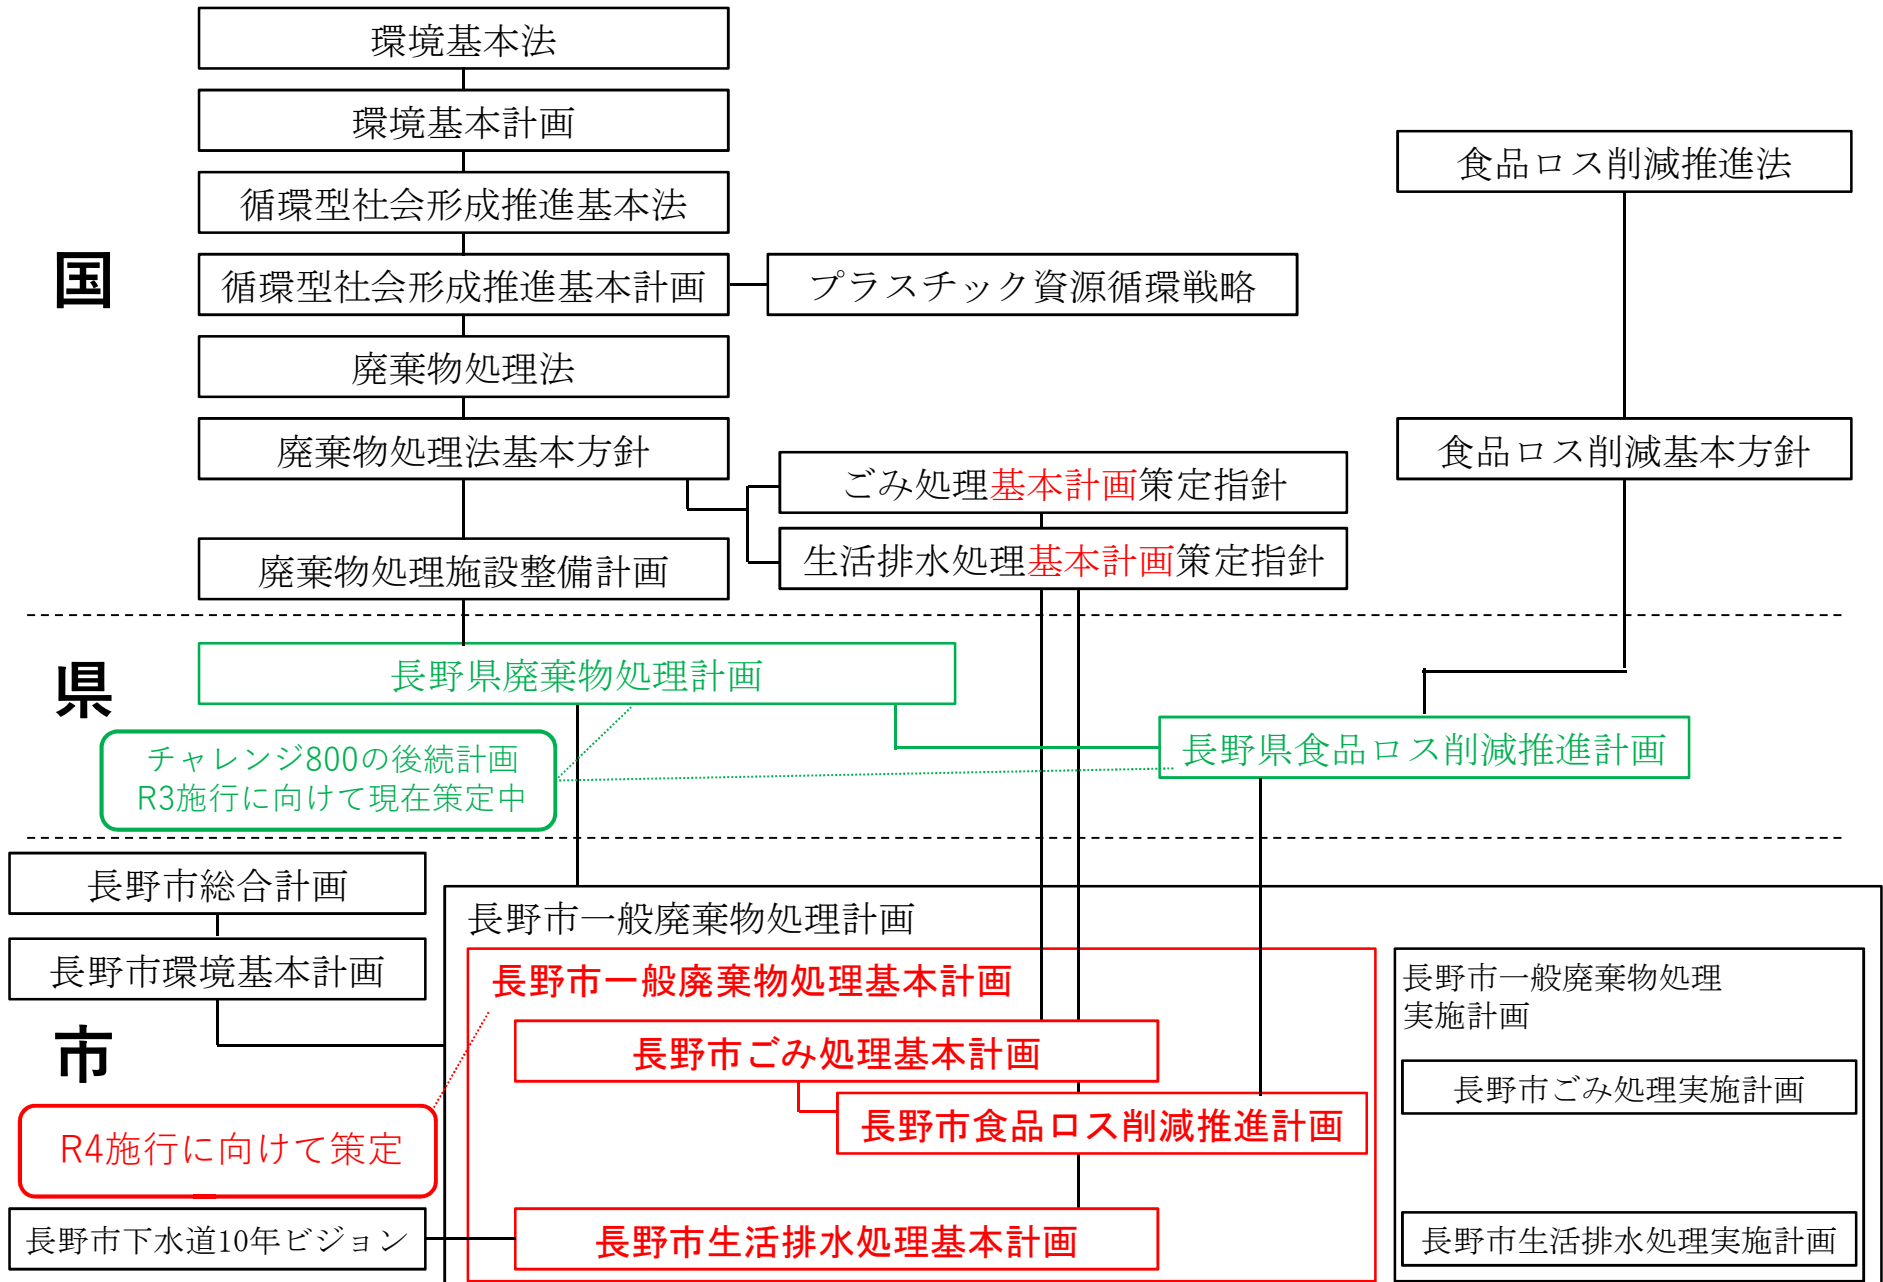 環境基本法
環境基本計画
循環型社会形成推進基本法
国
循環型社会形成推進基本計画
プラスチック資源循環戦略
廃棄物処理法
廃棄物処理法基本方針
ごみ処理基本計画策定指針
生活排水処理基本計画策定指針
廃棄物処理施設整備計画
食品ロス削減推進法
食品ロス削減基本方針
県
長野県廃棄物処理計画
チャレンジ800の後続計画
R3施行に向けて現在策定中
長野県食品ロス削減推進計画
長野市総合計画
長野市環境基本計画
市
R4施行に向けて策定
長野市下水道10年ビジョン
長野市一般廃棄物処理計画
長野市一般廃棄物処理基本計画
長野市ごみ処理基本計画
長野市食品ロス削減推進計画
長野市生活排水処理基本計画
長野市一般廃棄物処理
実施計画
長野市ごみ処理実施計画
長野市生活排水処理実施計画